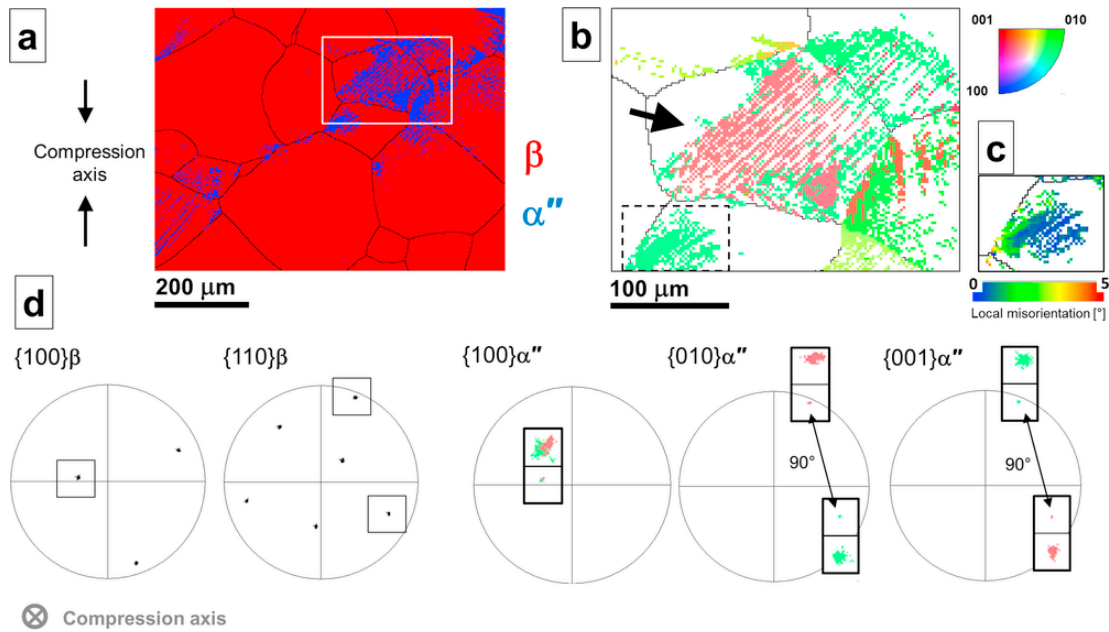 a
Compression
axis
β
α″
200 μm
b
100 μm
001
010
100
c
0
5
Local misorientation [°]
d
{100}β
{110}β
{100}α″
{010}α″
{001}α″
90°
90°
Compression axis